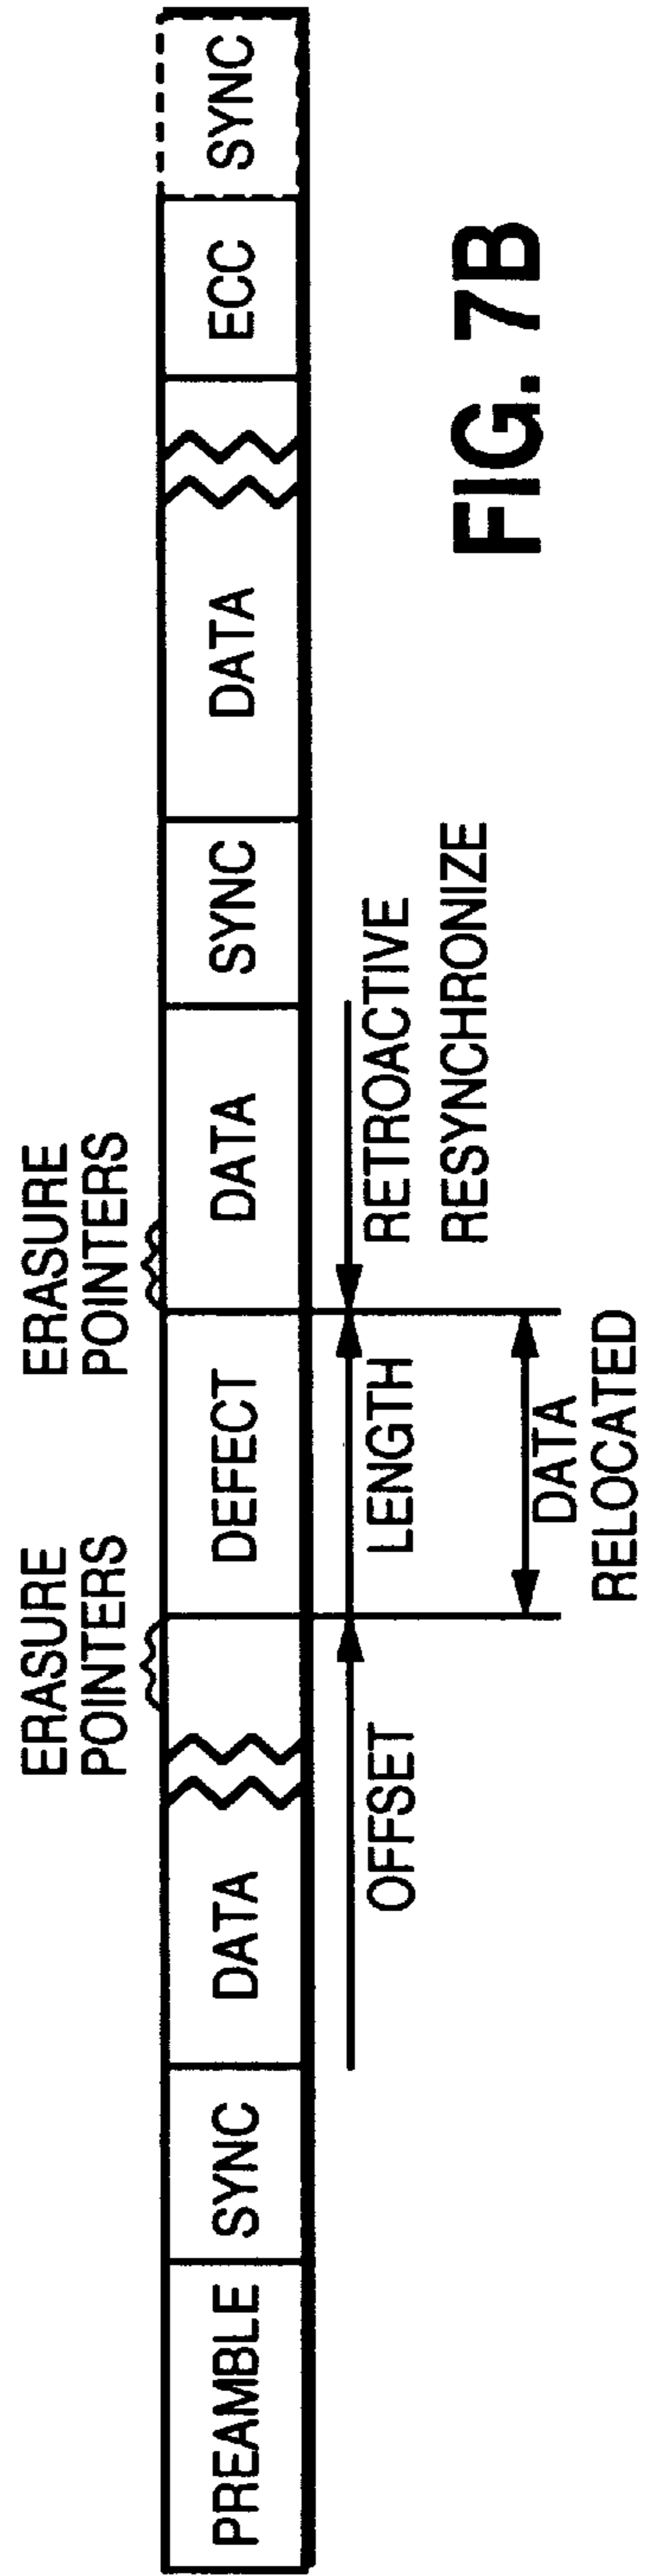 ERASURE
POINTERS
ERASURE
POINTERS
PREAMBLE
SYNC
DATA
DEFECT
DATA
SYNC
DATA
ECC
SYNC
OFFSET
LENGTH
RETROACTIVE
RESYNCHRONIZE
DATA
RELOCATED
FIG. 7B